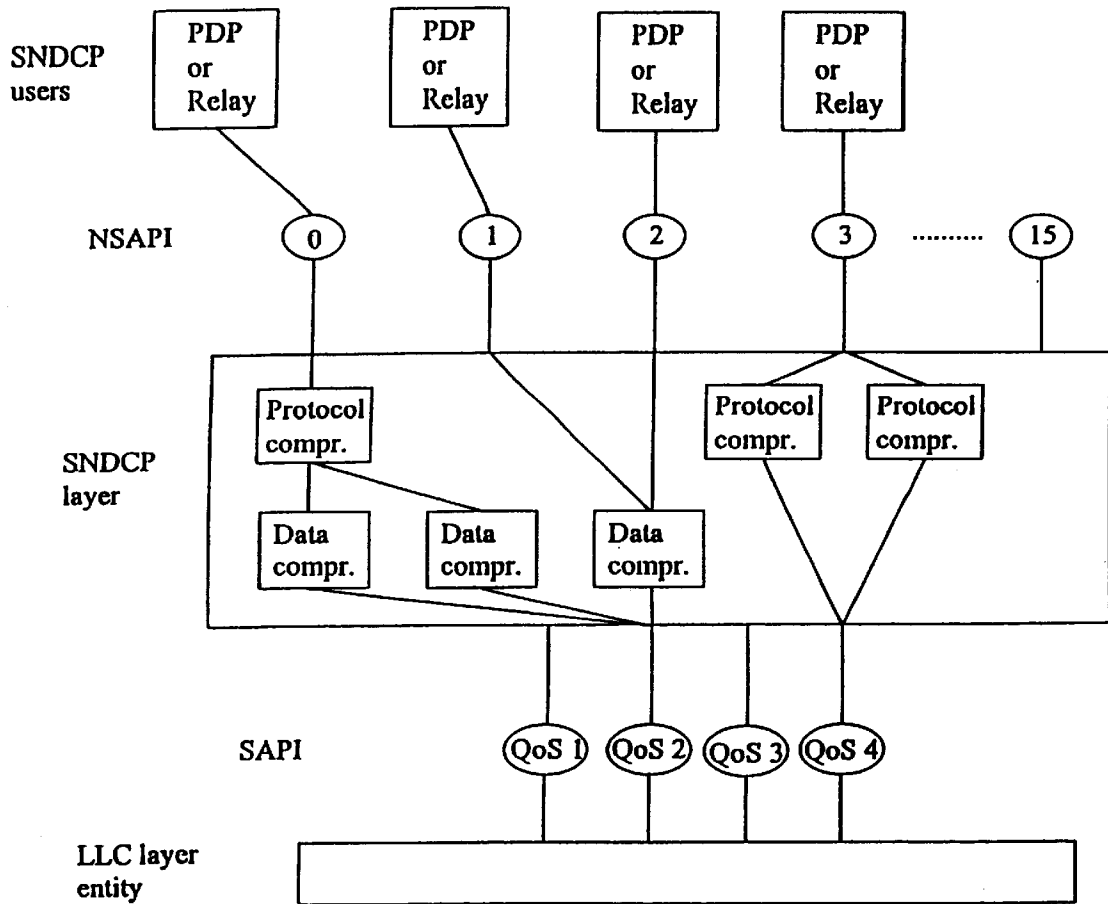 SNDCP
users
PDP
or
Relay
PDP
or
Relay
PDP
or
Relay
PDP
or
Relay
NSAPI
0
1
2
3
..........
15
SNDCP
layer
Protocol
compr.
Protocol
compr.
Protocol
compr.
Data
compr.
Data
compr.
Data
compr.
SAPI
QoS 1
QoS 2
QoS 3
QoS 4
LLC layer
entity